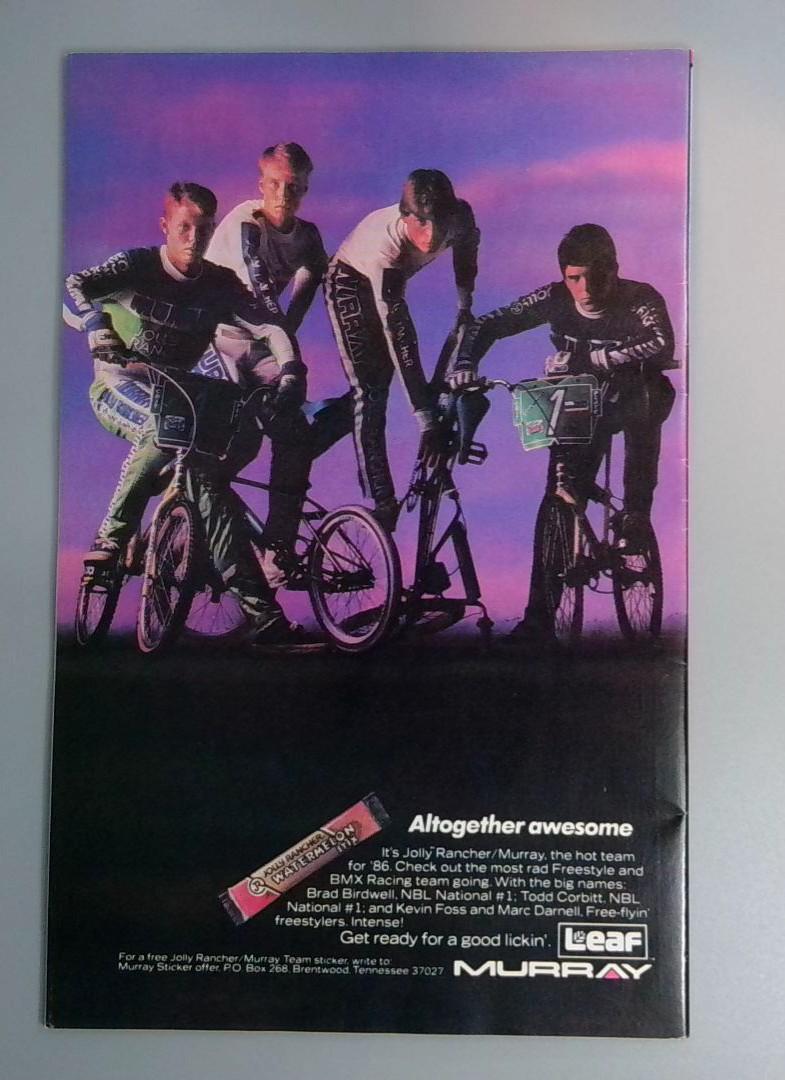 MURRAY
1
JOLLY RANCHER
WATERMELON
STIX
Altogether awesome
It's Jolly Rancher/Murray, the hot team
for '86. Check out the most rad Freestyle and
BMX Racing team going. With the big names:
Brad Birdwell, NBL National #1; Todd Corbitt, NBL
National #1; and Kevin Foss and Marc Darnell, Free-flyin'
freestylers. Intense!
Get ready for a good lickin'.
Leaf
For a free Jolly Rancher/Murray Team sticker, write to:
Murray Sticker offer, P.O. Box 268, Brentwood, Tennessee 37027
MURRAY